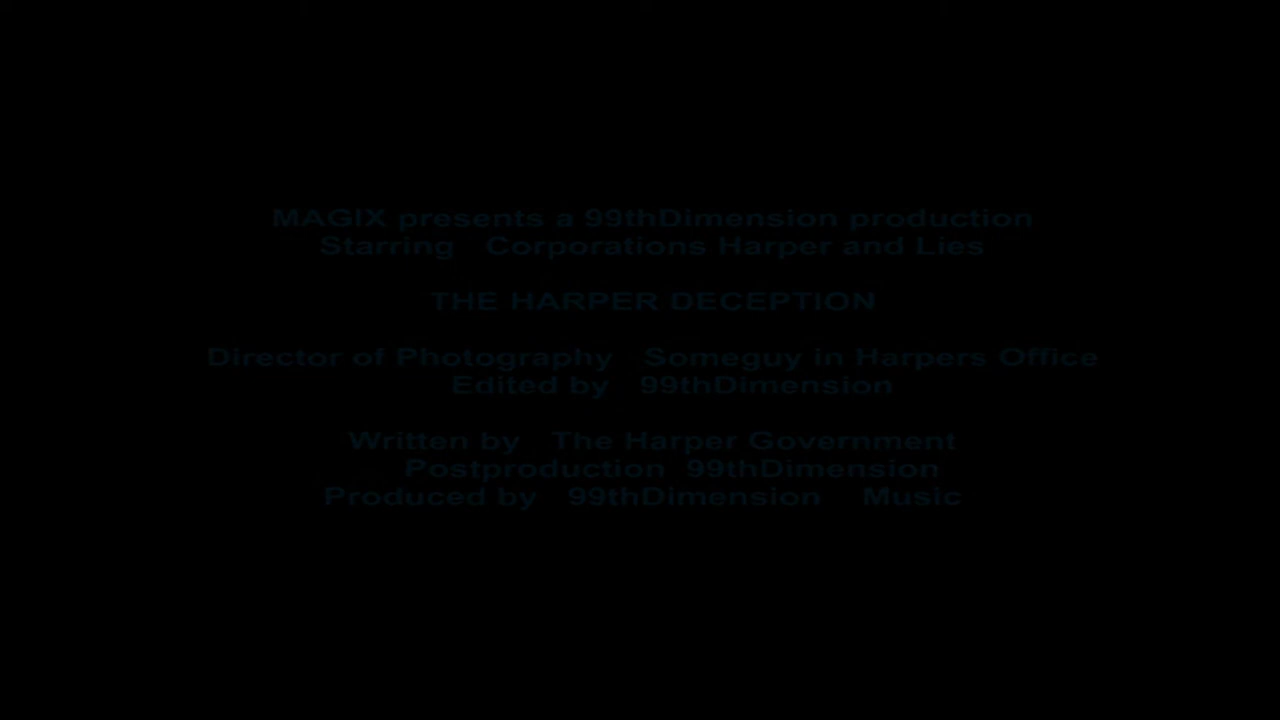 MAGIX presents a 99thDimension production
Starring Corporations Harper and Lies
THE HARPER DECEPTION
Director of Photography Someguy in Harpers Office
Edited by 99thDimension
Written by The Harper Government
Postproduction 99thDimension
Produced by 99thDimension Music